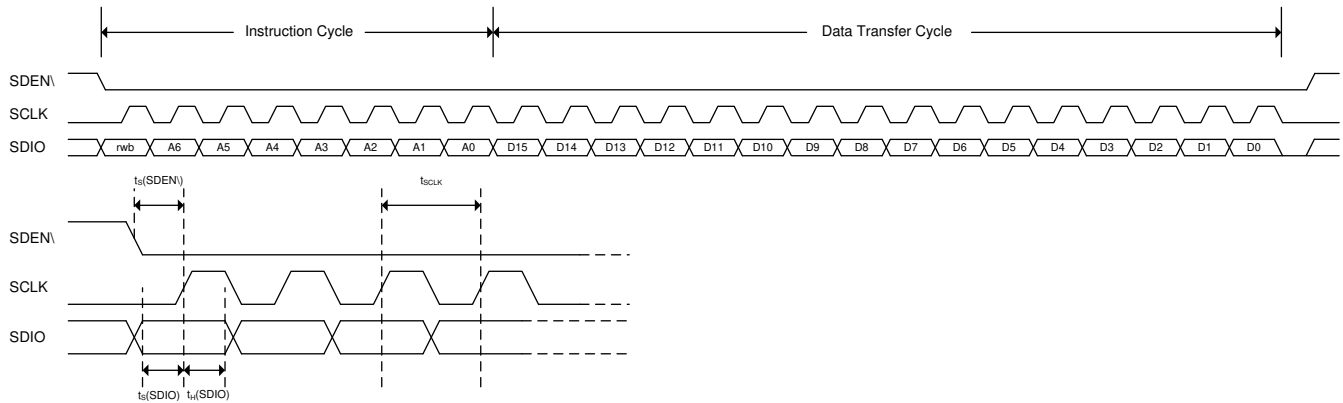 Instruction Cycle Data Transfer Cycle
SDEN\
SCLK
SDIO rwb A6 A5 A4 A3 A2 A1 A0 D15 D14 D13 D12 D11 D10 D9 D8 D7 D6 D5 D4 D3 D2 D1 D0
tS(SDEN\) tSCLK
SDEN\
SCLK
SDIO
tS(SDIO) tH(SDIO)